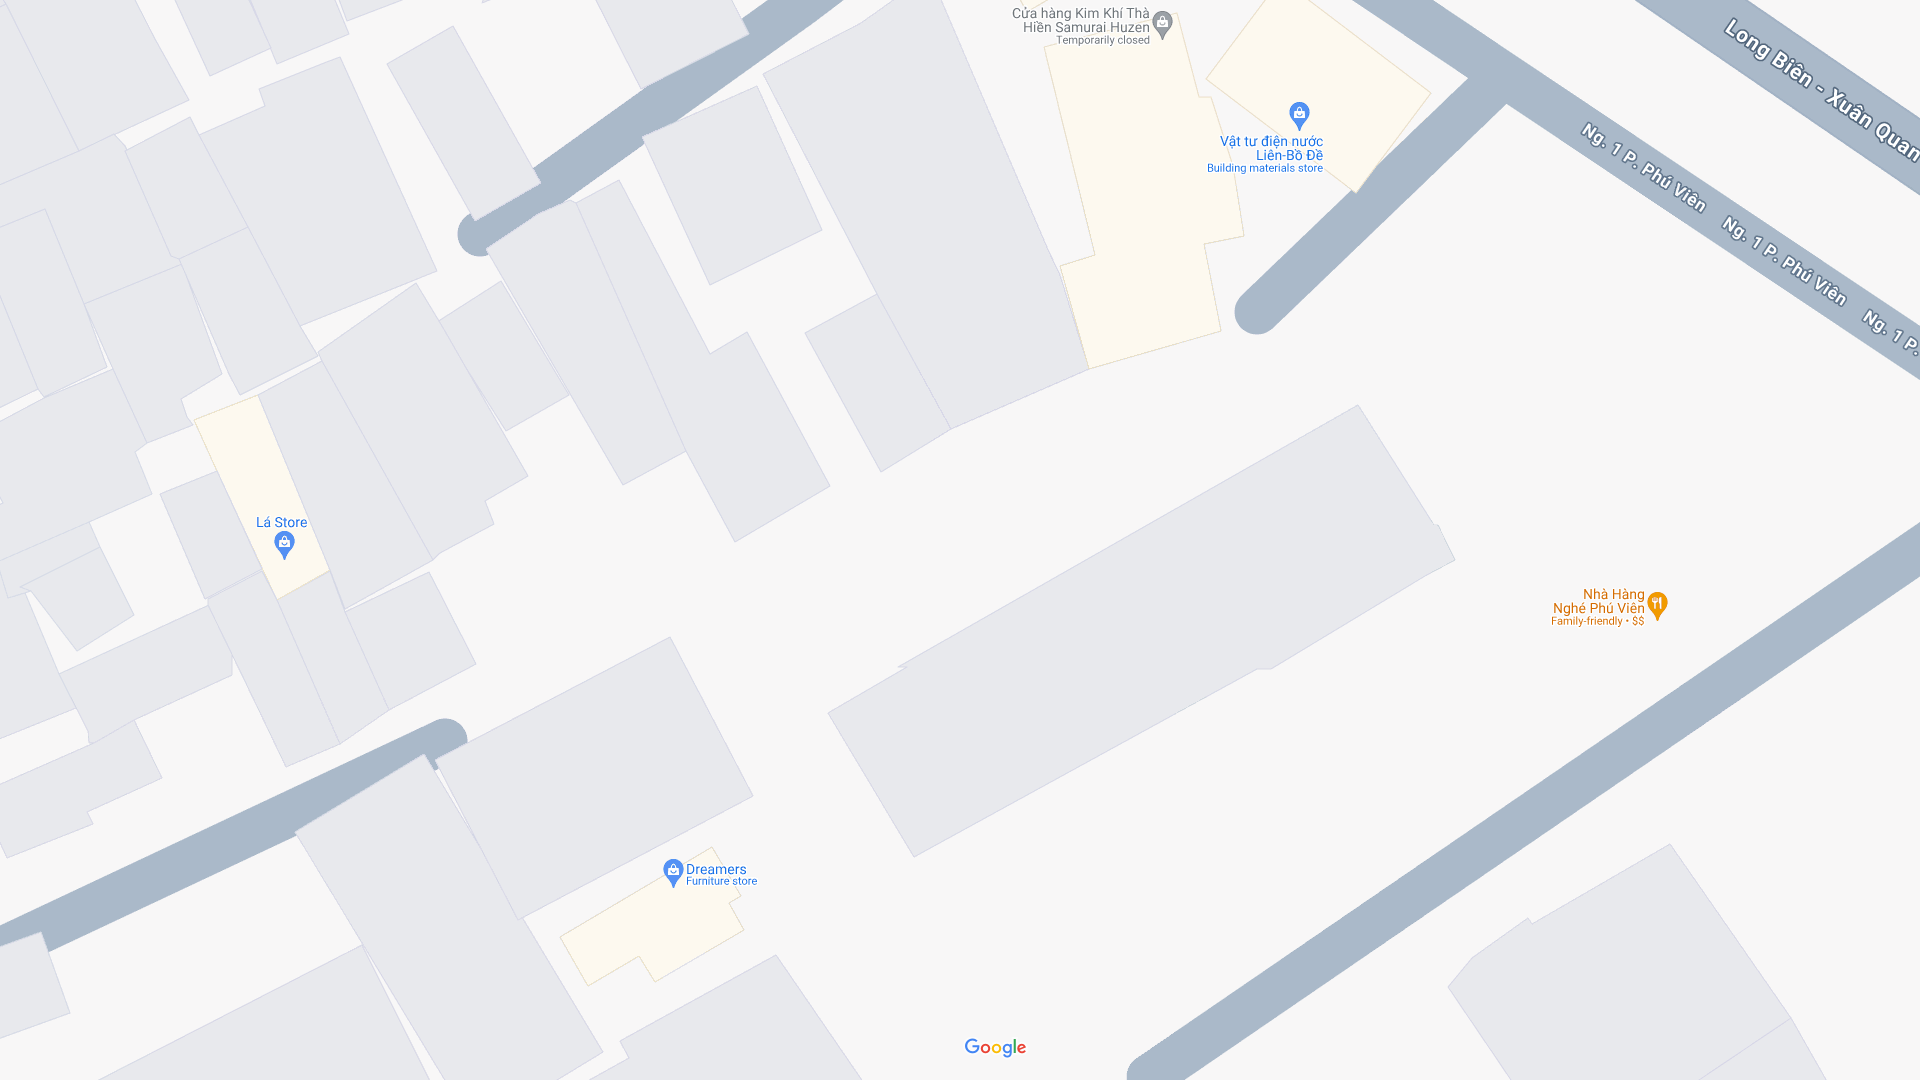 Cửa hàng Kim Khí Thà
Hiền Samurai Huzen
Temporarily closed
Long Biên - Xuân Quan
Vật tư điện nước
Liên-Bồ Đề
Building materials store
Ng. 1 P. Phú Viên
Ng. 1 P. Phú Viên
Ng. 1 P.
Lá Store
Nhà Hàng
Nghé Phú Viên
Family-friendly • $$
Dreamers
Furniture store
Google